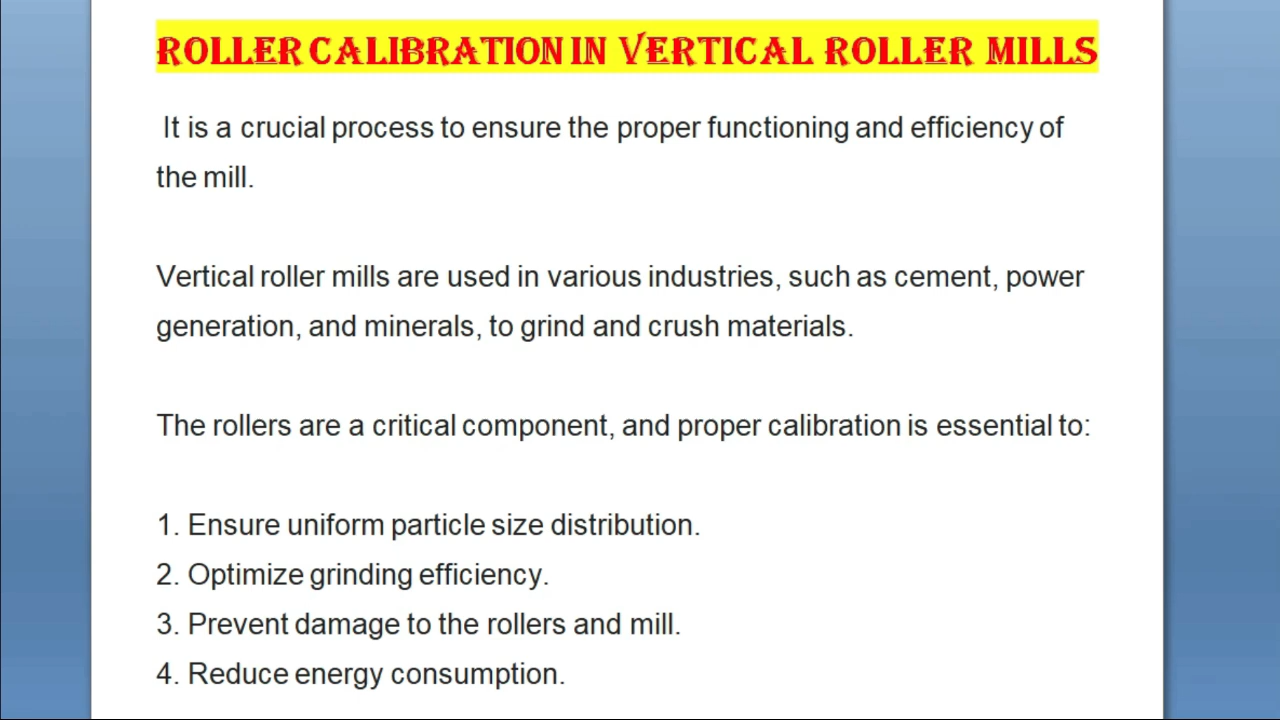 ROLLER CALIBRATION IN VERTICAL ROLLER MILLS
It is a crucial process to ensure the proper functioning and efficiency of
the mill.
Vertical roller mills are used in various industries, such as cement, power
generation, and minerals, to grind and crush materials.
The rollers are a critical component, and proper calibration is essential to:
1. Ensure uniform particle size distribution.
2. Optimize grinding efficiency.
3. Prevent damage to the rollers and mill.
4. Reduce energy consumption.